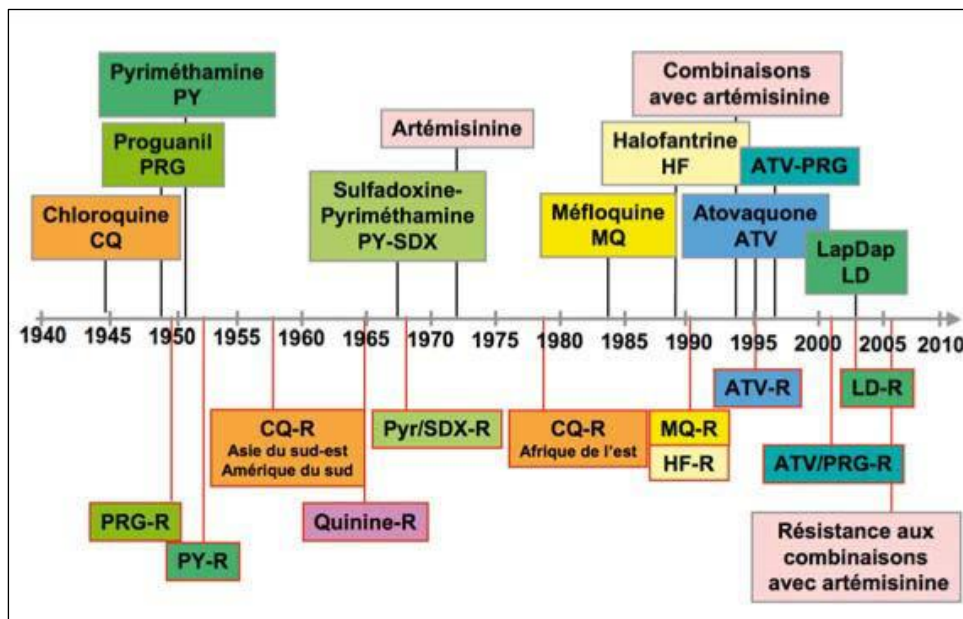 Pyriméthamine
PY
Combinaisons
avec artémisinine
Proguanil
PRG
Artémisinine
Halofantrine
HF
ATV-PRG
Chloroquine
CQ
Sulfadoxine-
Pyriméthamine
PY-SDX
Méfloquine
MQ
Atovaquone
ATV
LapDap
LD
1940 1945 1950 1955 1960 1965 1970 1975 1980 1985 1990 1995 2000 2005 2010
ATV-R
LD-R
CQ-R
Asie du sud-est
Amérique du sud
Pyr/SDX-R
CQ-R
Afrique de l'est
MQ-R
HF-R
ATV/PRG-R
PRG-R
Quinine-R
PY-R
Résistance aux
combinaisons
avec artémisinine